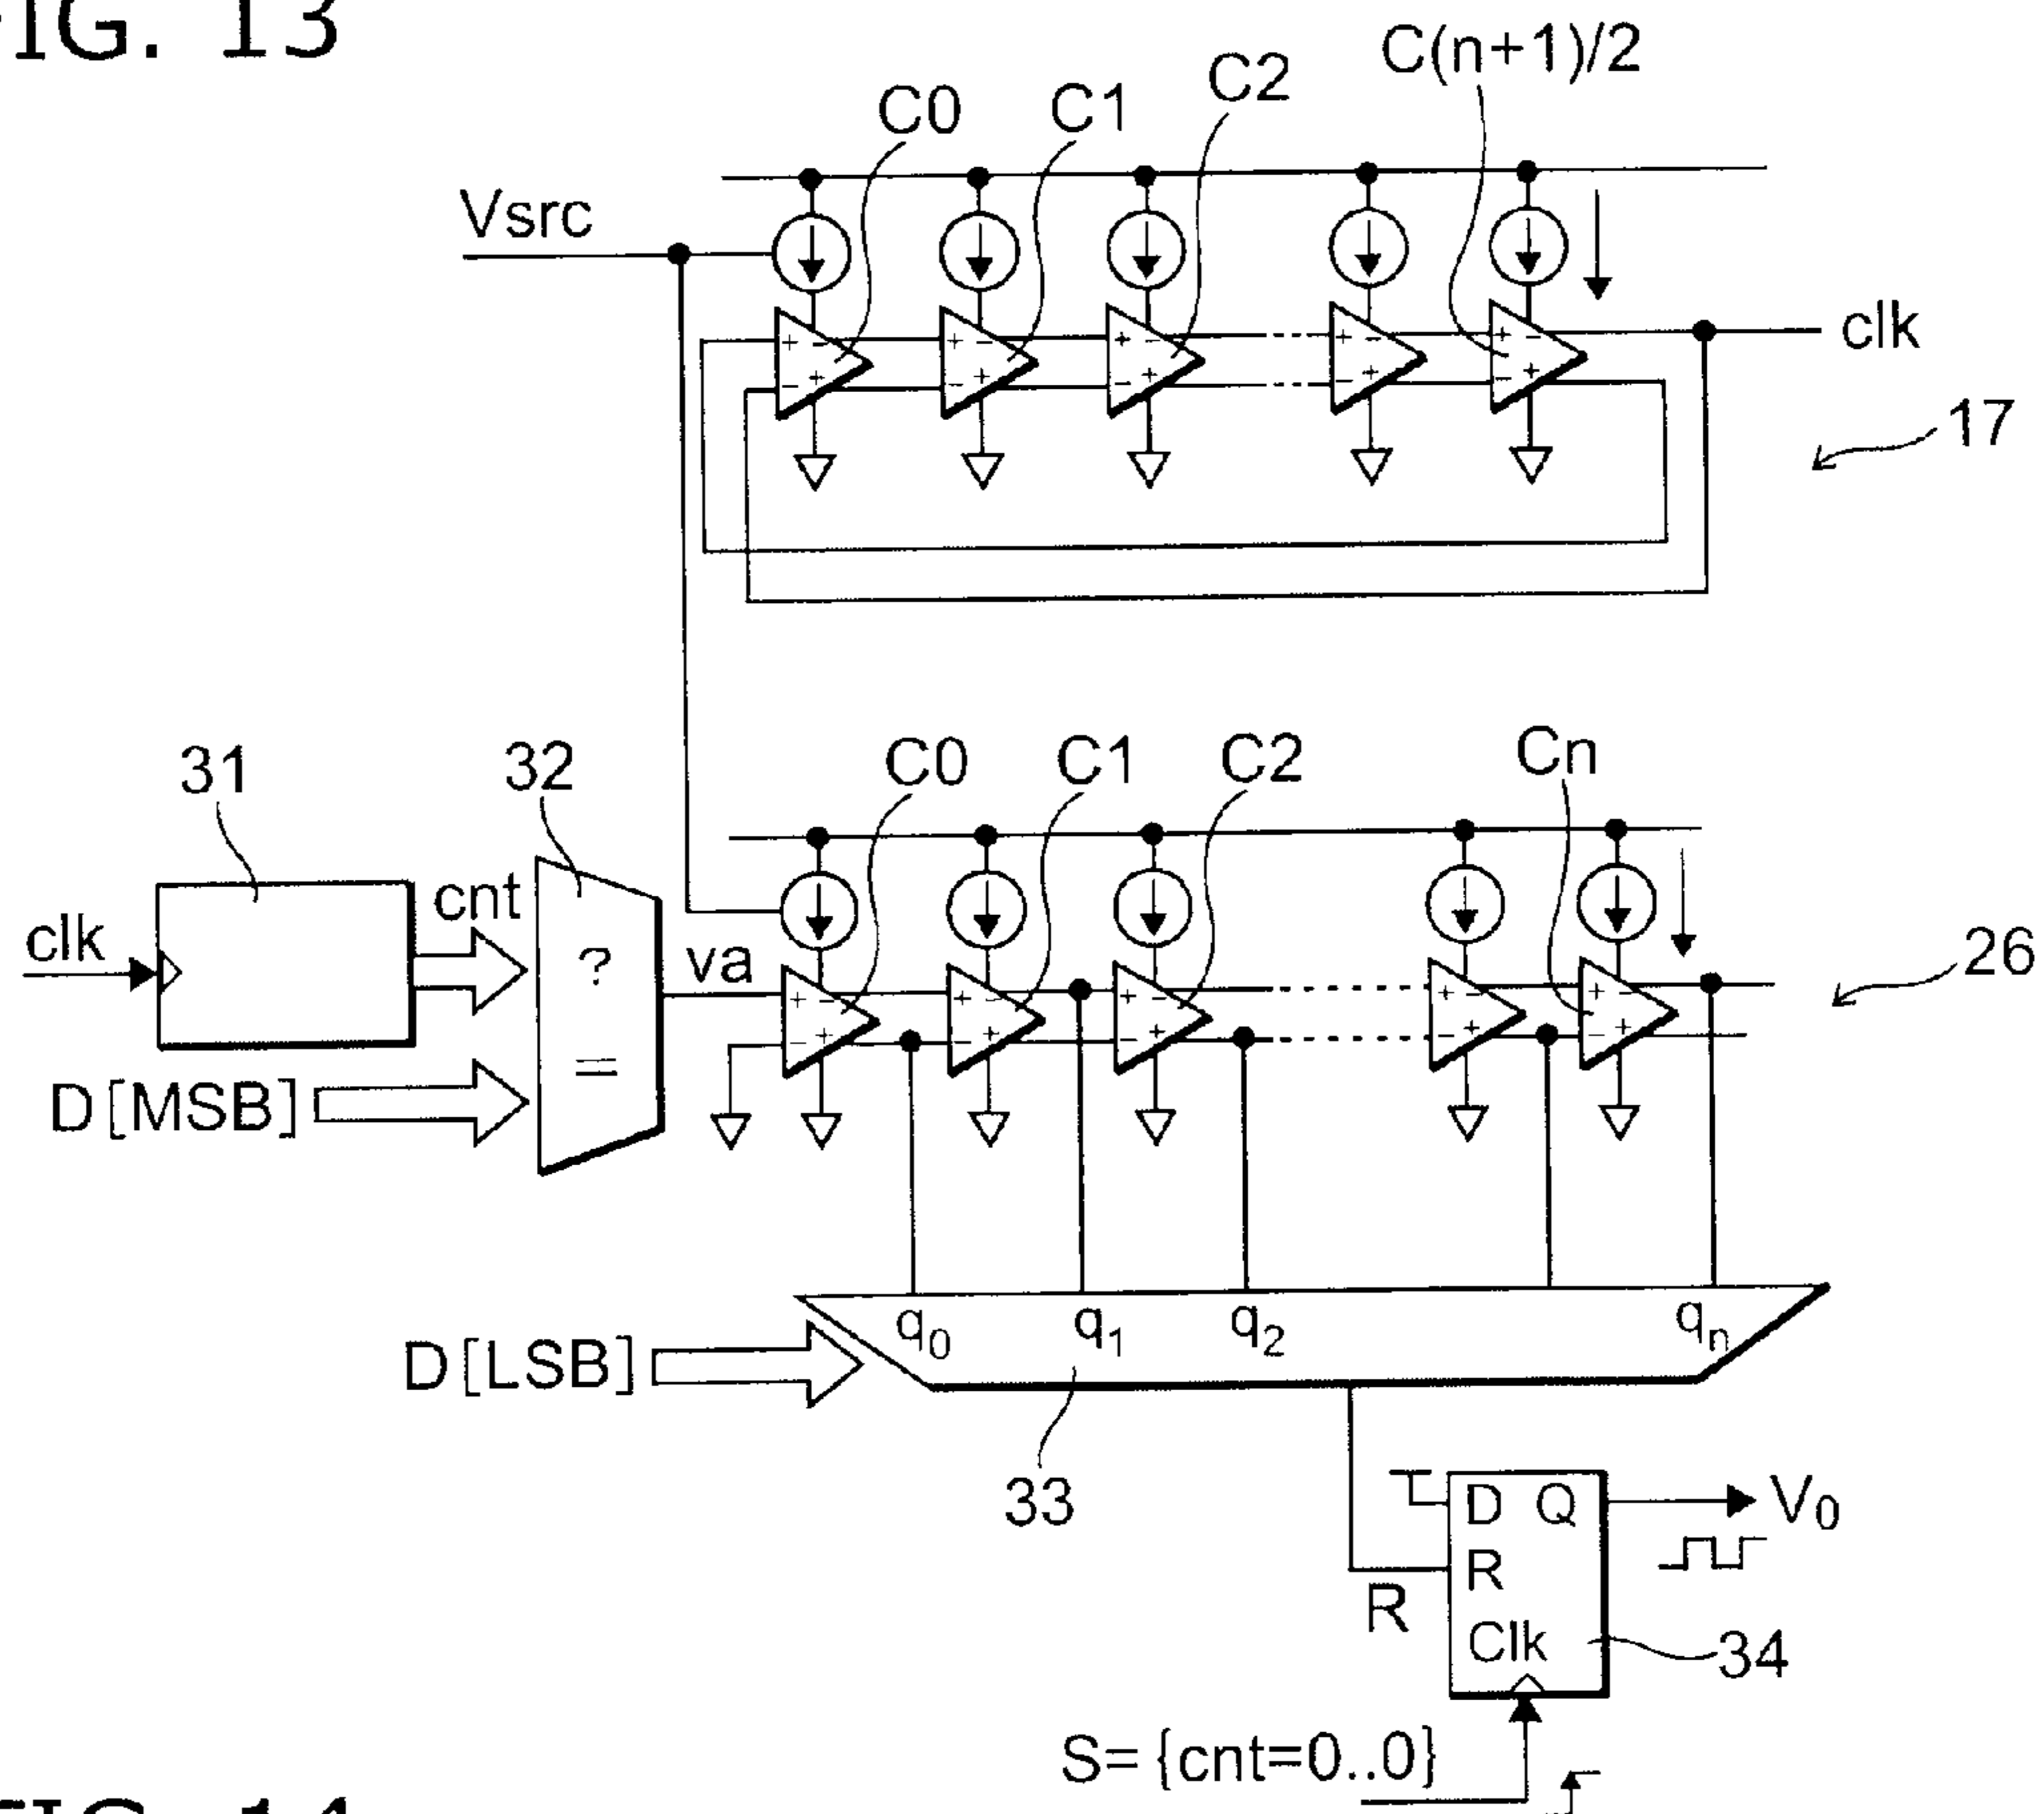 FIG. 13
C0
C1
C2
C(n+1)/2
Vsrc
+ − + −
+ − + −
+ − + −
+ − + −
+ − + −
clk
17
31
32
C0
C1
C2
Cn
clk
cnt
?
=
va
+ − + −
+ − + −
+ − + −
+ − + −
+ − + −
26
D[MSB]
q0
q1
q2
qn
D[LSB]
33
D Q
V0
R
R
Clk
34
S={cnt=0..0}
FIG. 14